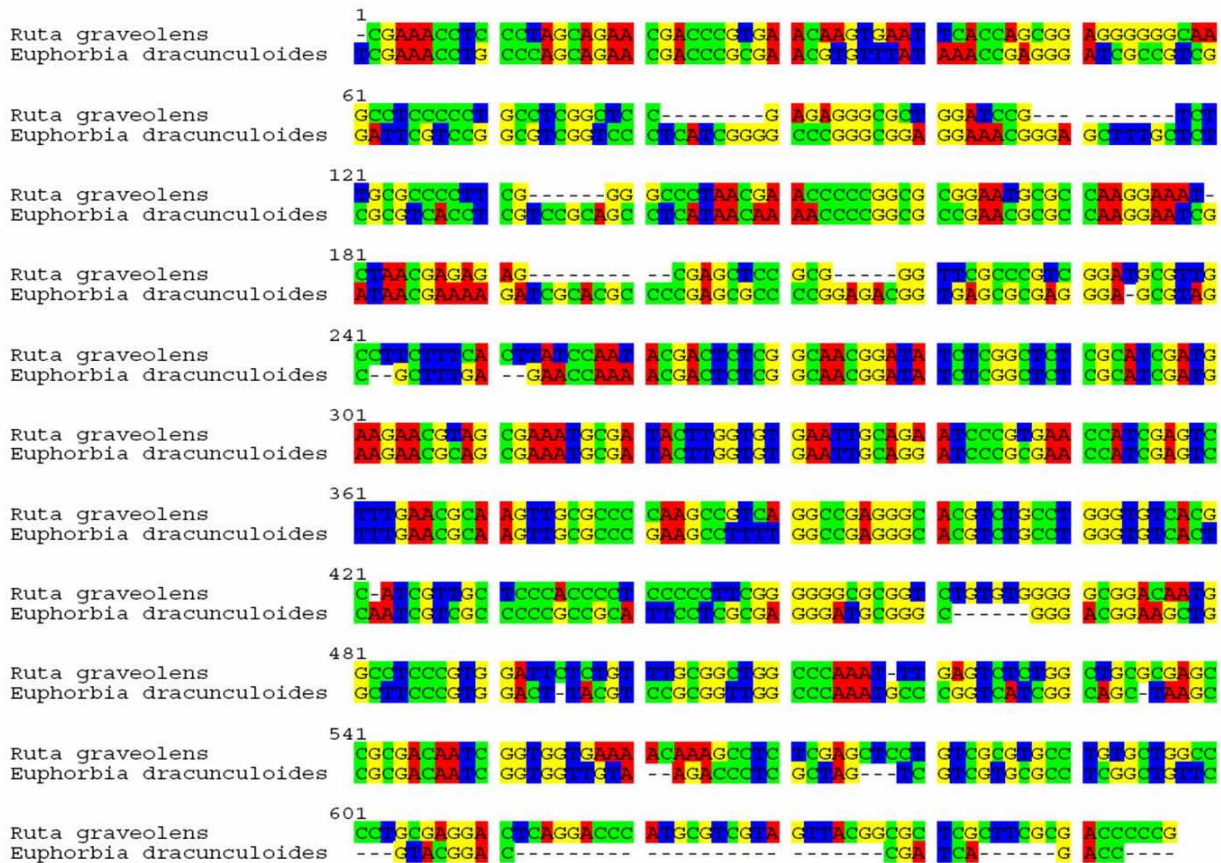 1
Ruta graveolens -CGAAACCTC CCTAGCAGAA CGACCCGTGA ACAAGTGAAT TCACCAGCGG AGGGGGGCAA
Euphorbia dracunculoides TCGAAACCTG CCCAGCAGAA CGACCCGCGA ACGTGTTTAT AAACCGAGGG ATCGCCGTCG
61
Ruta graveolens GCCTCCCCCT GCCTCGGCTC C--------G AGAGGGCGCT GGATCCG--- -------TCT
Euphorbia dracunculoides GATTCGTCCG GCGTCGGTCC CTCATCGGGG CCCGGGCGGA GGAAACGGGA GCTTTGCTCT
121
Ruta graveolens TGCGCCCCTT CG------GG GCCCTAACGA ACCCCCGGCG CGGAATGCGC CAAGGAAAT-
Euphorbia dracunculoides CGCGTCACCT CGTCCGCAGC CTCATAACAA AACCCCGGCG CCGAACGCGC CAAGGAATCG
181
Ruta graveolens CTAACGAGAG AG-------- --CGAGCTCC GCG-----GG TTCGCCCGTC GGATGCGTTG
Euphorbia dracunculoides ATAACGAAAA GATCGCACGC CCCGAGCGCC CCGGAGACGG TGAGCGCGAG GGA-GCGTAG
241
Ruta graveolens CCTTCTTTCA CTTATCCAAT ACGACTCTCG GCAACGGATA TCTCGGCTCT CGCATCGATG
Euphorbia dracunculoides C--GCTTTGA --GAACCAAA ACGACTCTCG GCAACGGATA TCTCGGCTCT CGCATCGATG
301
Ruta graveolens AAGAACGTAG CGAAATGCGA TACTTGGTGT GAATTGCAGA ATCCCGTGAA CCATCGAGTC
Euphorbia dracunculoides AAGAACGCAG CGAAATGCGA TACTTGGTGT GAATTGCAGG ATCCCGCGAA CCATCGAGTC
361
Ruta graveolens TTTGAACGCA AGTTGCGCCC CAAGCCGTCA GGCCGAGGGC ACGTCTGCCT GGGTGTCACG
Euphorbia dracunculoides TTTGAACGCA AGTTGCGCCC GAAGCCTTTT GGCCGAGGGC ACGTCTGCCT GGGTGTCACT
421
Ruta graveolens C-ATCGTTGC TCCCACCCCT CCCCCTTCGG GGGGCGCGGT CTGTGTGGGG GCGGACAATG
Euphorbia dracunculoides CAATCGTCGC CCCCGCCGCA TTCCTCGCGA GGGATGCGGG C------GGG ACGGAAGCTG
481
Ruta graveolens GCCTCCCGTG GATTCTCTGT TTGCGGCTGG CCCAAAT-TT GAGTCTCTGG CTGCGCGAGC
Euphorbia dracunculoides GCTTCCCGTG GACT-TACGT CCGCGGTTGG CCCAAATGCC CGGTCATCGG CAGC-TAAGC
541
Ruta graveolens CGCGACAATC GGTGGTGAAA ACAAAGCCTC TCGAGCTCCT GTCGCGTGCC TGTGCTGGCC
Euphorbia dracunculoides CGCGACAATC GGTGGTTGTA --AGACCCTC GCTAG---TC GTCGTGCGCC TCGGCTGTTC
601
Ruta graveolens CCTGCGAGGA CTCAGGACCC ATGCGTCGTA GTTACGGCGC TCGCTTCGCG ACCCCCG
Euphorbia dracunculoides ---GTACGGA C--------- ---------- -------CGA TCA------G ACC----